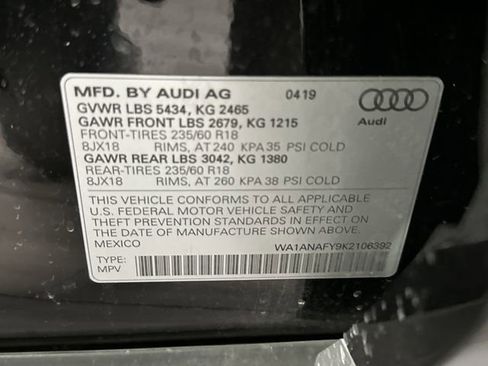 MFD. BY AUDI AG 0419
GVWR LBS 5434, KG 2465
GAWR FRONT LBS 2679, KG 1215
FRONT-TIRES 235/60 R18
8JX18 RIMS, AT 240 KPA 35 PSI COLD
GAWR REAR LBS 3042, KG 1380
REAR-TIRES 235/60 R18
8JX18 RIMS, AT 260 KPA 38 PSI COLD
Audi
THIS VEHICLE CONFORMS TO ALL APPLICABLE
U.S. FEDERAL MOTOR VEHICLE SAFETY AND
THEFT PREVENTION STANDARDS IN EFFECT ON
THE DATE OF MANUFACTURE SHOWN ABOVE.
MEXICO WA1ANAFY9K2106392
TYPE:
MPV